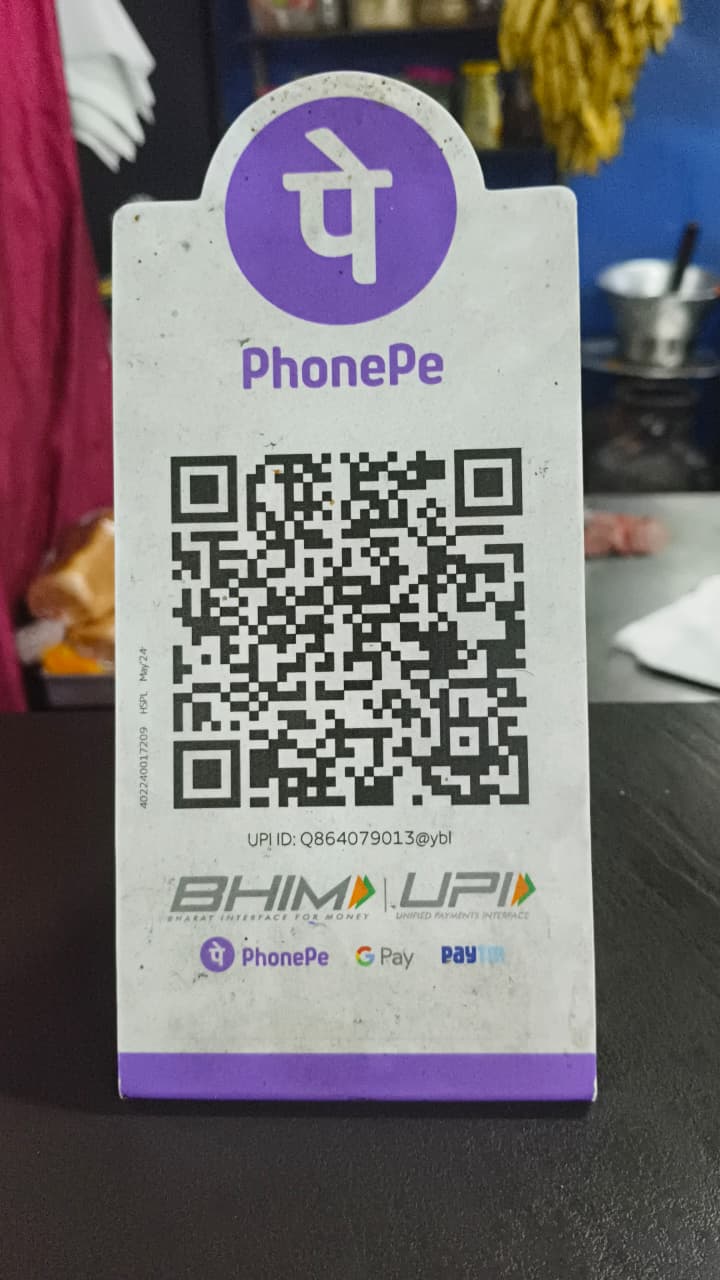 पे
PhonePe
402240017209 HSPL May'24
UPI ID: Q864079013@ybl
BHIM | UPI
BHARAT INTERFACE FOR MONEY UNIFIED PAYMENTS INTERFACE
पे PhonePe G Pay paytm